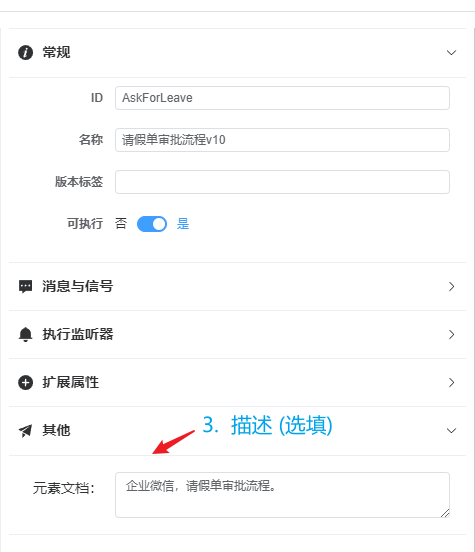 常规
ID AskForLeave
名称 请假单审批流程v10
版本标签
可执行 否 是
消息与信号
执行监听器
扩展属性
其他
3. 描述 (选填)
元素文档： 企业微信，请假单审批流程。